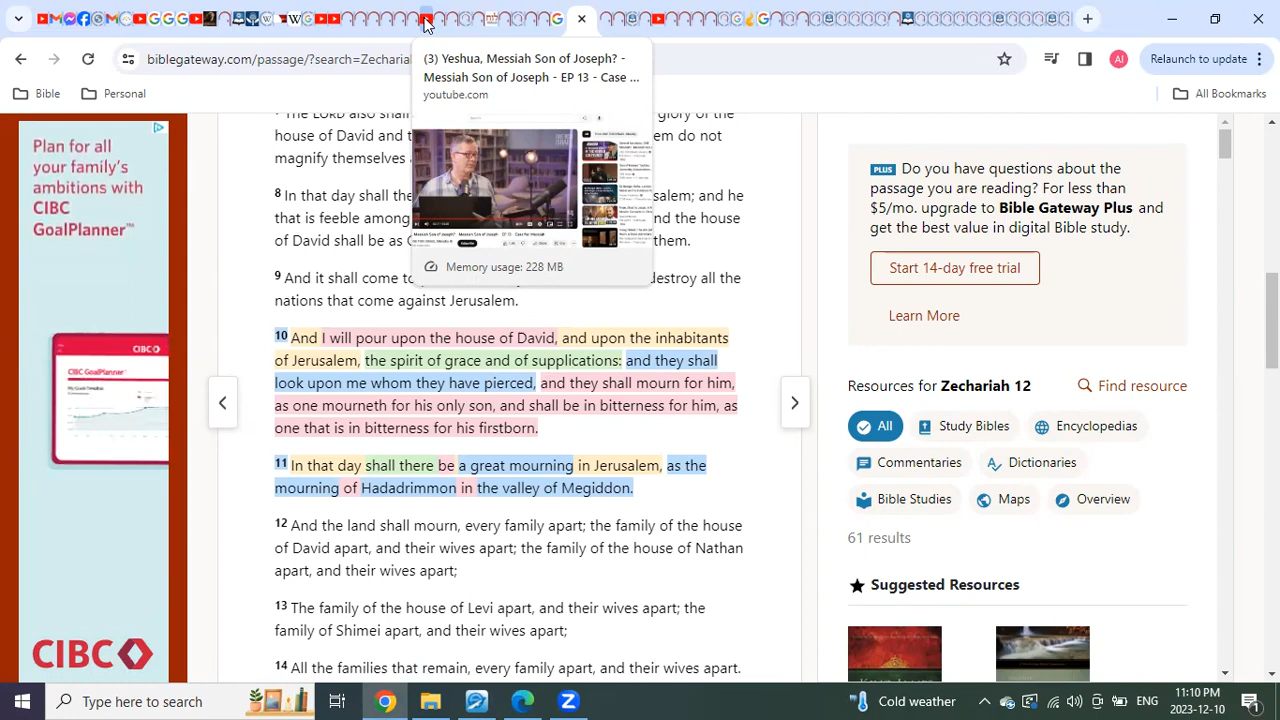 biblegateway.com/passage/?search=Zechari
Relaunch to update
Bible
Personal
All Bookmarks
(3) Yeshua, Messiah Son of Joseph? -
Messiah Son of Joseph - EP 13 - Case ...
youtube.com
Memory usage: 228 MB
Plan for all
your family's
ambitions with
CIBC
GoalPlanner™
CIBC
CIBC GoalPlanner™
CIBC
glory of the
house of David and
em do not
magnify
8 In
and he
that is
nd the house
them.
9 And it shall come to
destroy all the
nations that come against Jerusalem.
10 And I will pour upon the house of David, and upon the inhabitants
of Jerusalem, the spirit of grace and of supplications: and they shall
look upon me whom they have pierced, and they shall mourn for him,
as one mourneth for his only son, and shall be in bitterness for him, as
one that is in bitterness for his firstborn.
11 In that day shall there be a great mourning in Jerusalem, as the
mourning of Hadadrimmon in the valley of Megiddon.
12 And the land shall mourn, every family apart; the family of the house
of David apart, and their wives apart; the family of the house of Nathan
apart, and their wives apart;
13 The family of the house of Levi apart, and their wives apart; the
family of Shimei apart, and their wives apart;
14 All the families that remain, every family apart, and their wives apart.
PLUS Do you have questions about the
passage you're reading? For less than
$5/mo, upgrade to Bible Gateway Plus and
get the best value in digital Bible study.
Start 14-day free trial
Learn More
Resources for Zechariah 12
Find resource
All
Study Bibles
Encyclopedias
Commentaries
Dictionaries
Bible Studies
Maps
Overview
61 results
Suggested Resources
Type here to search
Cold weather
ENG
11:10 PM
2023-12-10